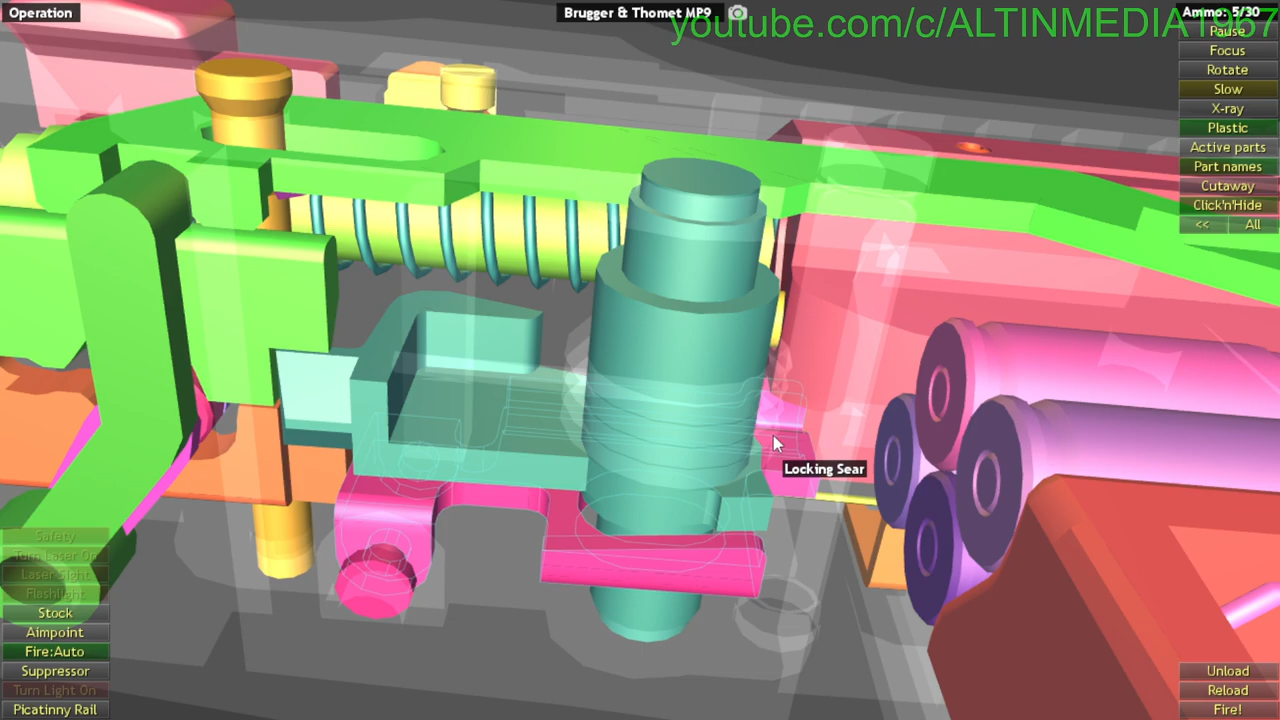 Operation
Brugger & Thomet MP9
Ammo: 5/30
youtube.com/c/ALTINMEDIA1967
Pause
Focus
Rotate
Slow
X-ray
Plastic
Active parts
Part names
Cutaway
Click'n'Hide
<< All
Locking Sear
Safety
Turn Laser On
Laser Sight
Flashlight
Stock
Aimpoint
Fire:Auto
Suppressor
Turn Light On
Picatinny Rail
Unload
Reload
Fire!